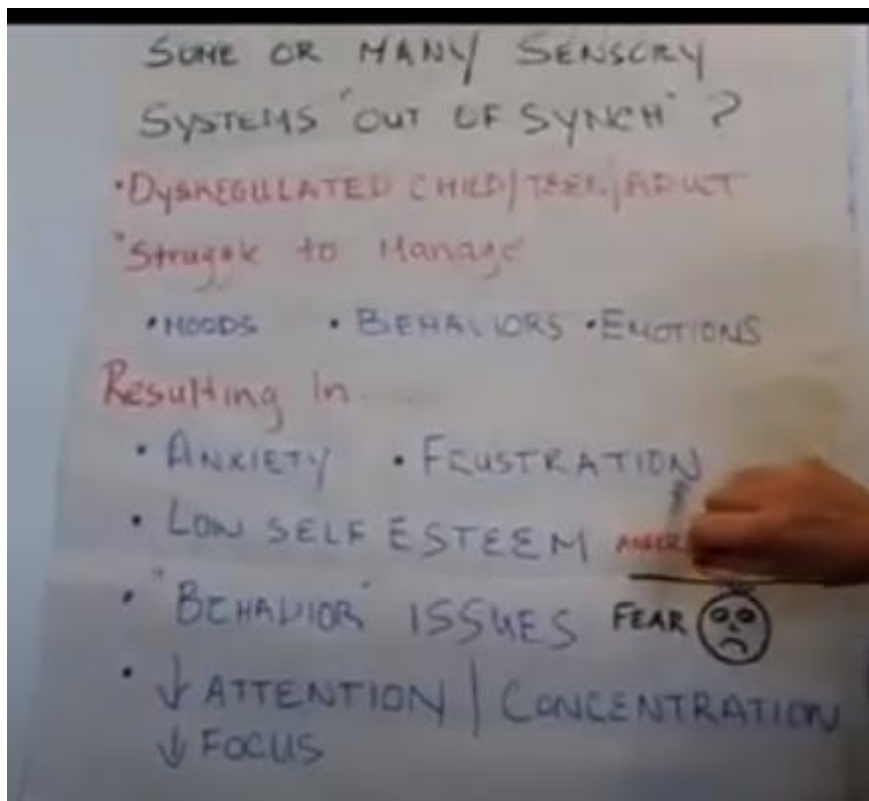 SOME OR MANY SENSORY
SYSTEMS "OUT OF SYNCH" ?
• DYSREGULATED CHILD/TEEN/ADULT
"Struggle to Manage"
• MOODS • BEHAVIORS • EMOTIONS
Resulting in.....
• ANXIETY • FRUSTRATION
• LOW SELF ESTEEM ANGER
• "BEHAVIOR" ISSUES FEAR
• ↓ ATTENTION | CONCENTRATION
↓ FOCUS